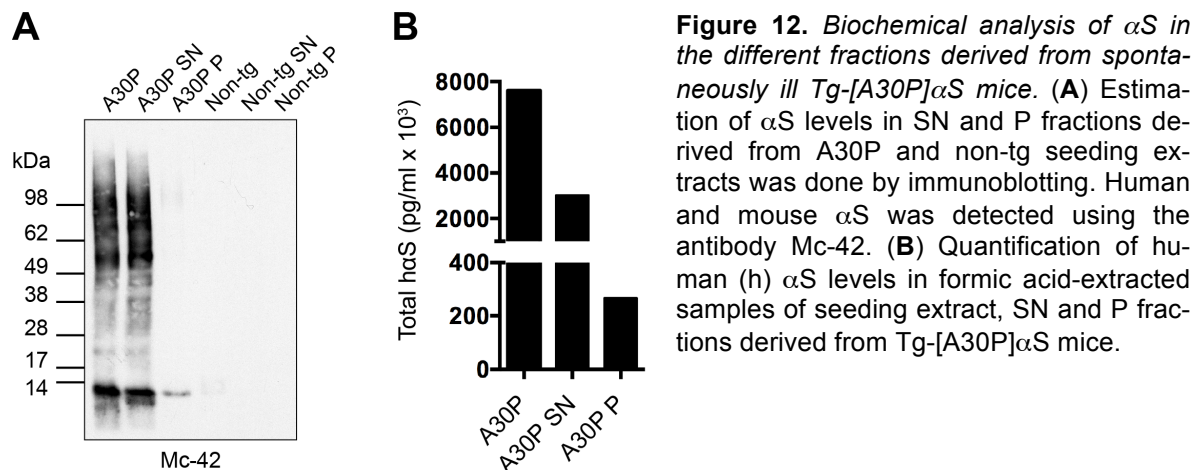 A
A30P
A30P SN
A30P P
Non-tg
Non-tg SN
Non-tg P
kDa
98
62
49
38
28
17
14
Mc-42
B
Total hαS (pg/ml x 10³)
8000
6000
4000
2000
400
200
0
A30P
A30P SN
A30P P
Figure 12. Biochemical analysis of αS in
the different fractions derived from sponta-
neously ill Tg-[A30P]αS mice. (A) Estima-
tion of αS levels in SN and P fractions de-
rived from A30P and non-tg seeding ex-
tracts was done by immunoblotting. Human
and mouse αS was detected using the
antibody Mc-42. (B) Quantification of hu-
man (h) αS levels in formic acid-extracted
samples of seeding extract, SN and P frac-
tions derived from Tg-[A30P]αS mice.